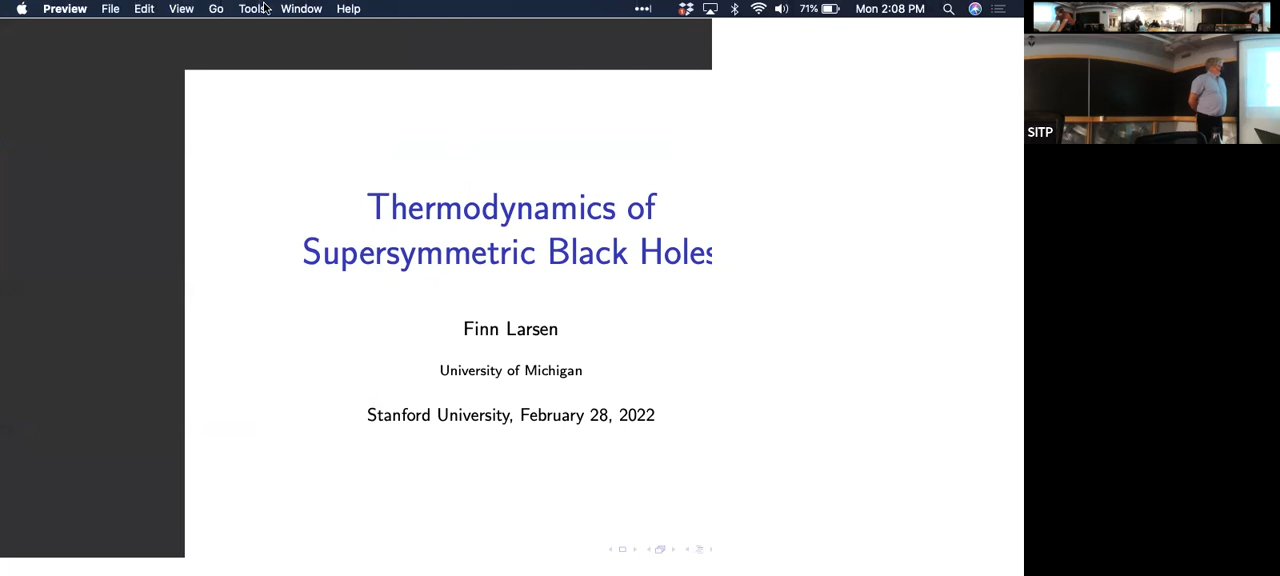 Preview File Edit View Go Tools Window Help 71% Mon 2:08 PM
Thermodynamics of
Supersymmetric Black Holes
Finn Larsen
University of Michigan
Stanford University, February 28, 2022
SITP